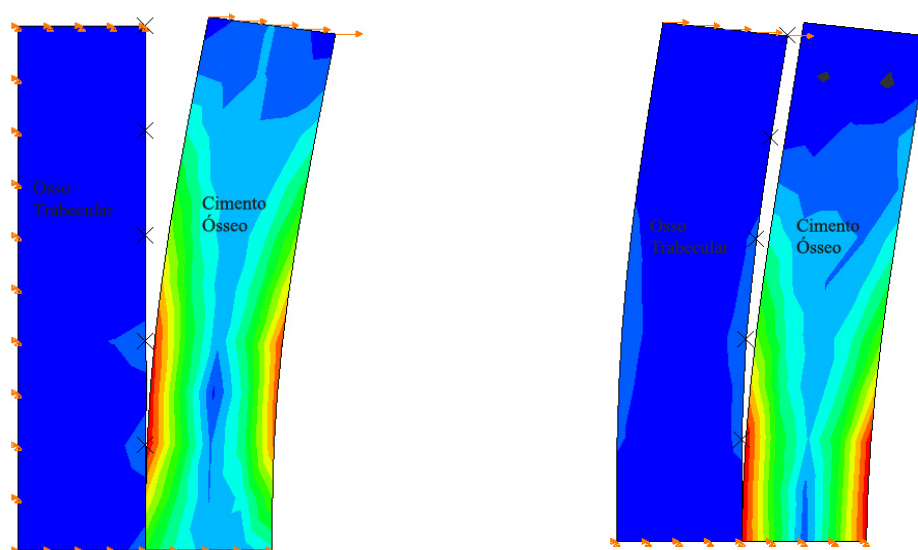 Osso
Trabecular
Cimento
Ósseo
Osso
Trabecular
Cimento
Ósseo